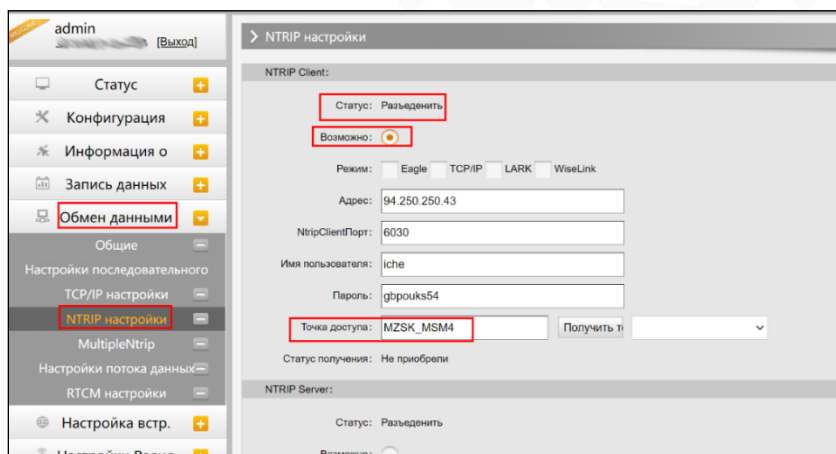 WELCOME
admin
[Выход]
NTRIP настройки
NTRIP Client:
Статус
Статус: Разъеденить
Конфигурация
Возможно:
Информация о
Режим: Eagle TCP/IP LARK WiseLink
Запись данных
Адрес: 94.250.250.43
Обмен данными
NtripClientПорт: 6030
Общие
Имя пользователя: iche
Настройки последовательного
TCP/IP настройки
Пароль: gbpouks54
NTRIP настройки
Точка доступа: MZSK_MSM4 Получить т
MultipleNtrip
Статус получения: Не приобрели
Настройки потока данных
RTCM настройки
NTRIP Server:
Настройка встр.
Статус: Разъеденить
Возможно: